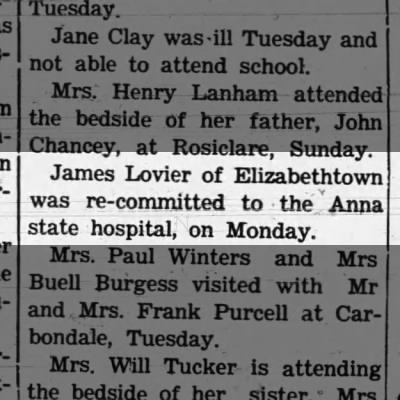 Tuesday.
Jane Clay was ill Tuesday and
not able to attend school.
Mrs. Henry Lanham attended
the bedside of her father, John
Chancey, at Rosiclare, Sunday.
James Lovier of Elizabethtown
was re-committed to the Anna
state hospital, on Monday.
Mrs. Paul Winters and Mrs
Buell Burgess visited with Mr
and Mrs. Frank Purcell at Car-
bondale, Tuesday.
Mrs. Will Tucker is attending
the bedside of her sister Mrs